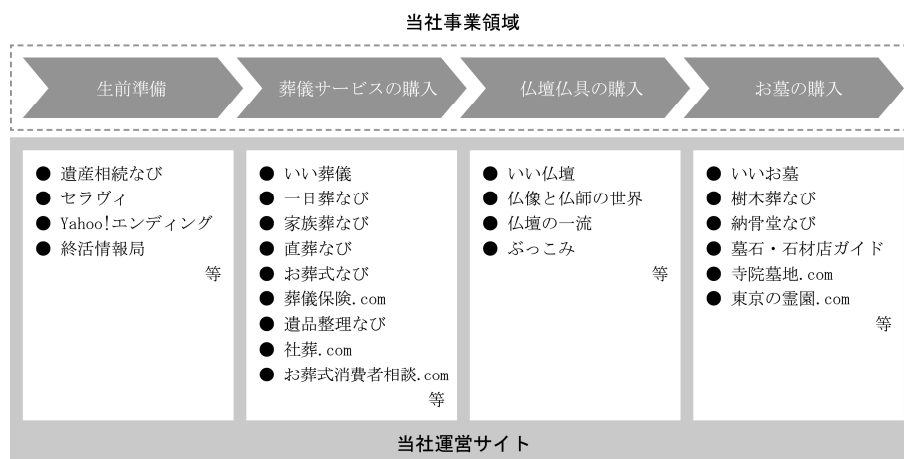 当社事業領域
生前準備
葬儀サービスの購入
仏壇仏具の購入
お墓の購入
● 遺産相続なび
● セラヴィ
● Yahoo!エンディング
● 終活情報局
等
● いい葬儀
● 一日葬なび
● 家族葬なび
● 直葬なび
● お葬式なび
● 葬儀保険.com
● 遺品整理なび
● 社葬.com
● お葬式消費者相談.com
等
● いい仏壇
● 仏像と仏師の世界
● 仏壇の一流
● ぶっこみ
等
● いいお墓
● 樹木葬なび
● 納骨堂なび
● 墓石・石材店ガイド
● 寺院墓地.com
● 東京の霊園.com
等
当社運営サイト